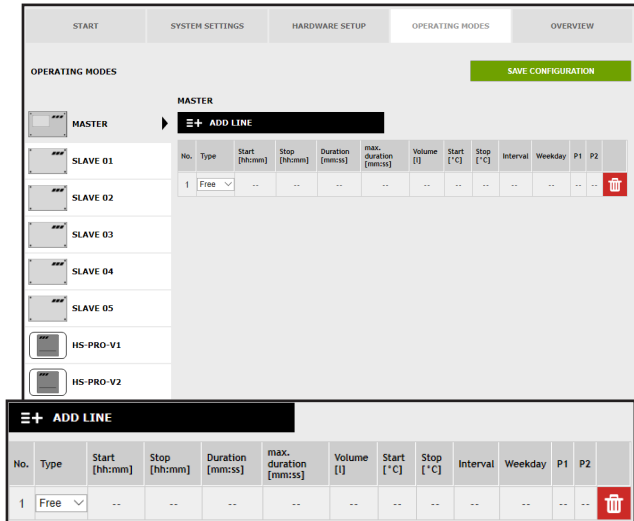 START SYSTEM SETTINGS HARDWARE SETUP OPERATING MODES OVERVIEW
OPERATING MODES
SAVE CONFIGURATION
MASTER
SLAVE 01
SLAVE 02
SLAVE 03
SLAVE 04
SLAVE 05
HS-PRO-V1
HS-PRO-V2
MASTER
ADD LINE
No. Type Start [hh:mm] Stop [hh:mm] Duration [mm:ss] max. duration [mm:ss] Volume [l] Start [°C] Stop [°C] Interval Weekday P1 P2
1 Free -- -- -- -- -- -- -- -- -- -- --
ADD LINE
No. Type Start [hh:mm] Stop [hh:mm] Duration [mm:ss] max. duration [mm:ss] Volume [l] Start [°C] Stop [°C] Interval Weekday P1 P2
1 Free -- -- -- -- -- -- -- -- -- -- --